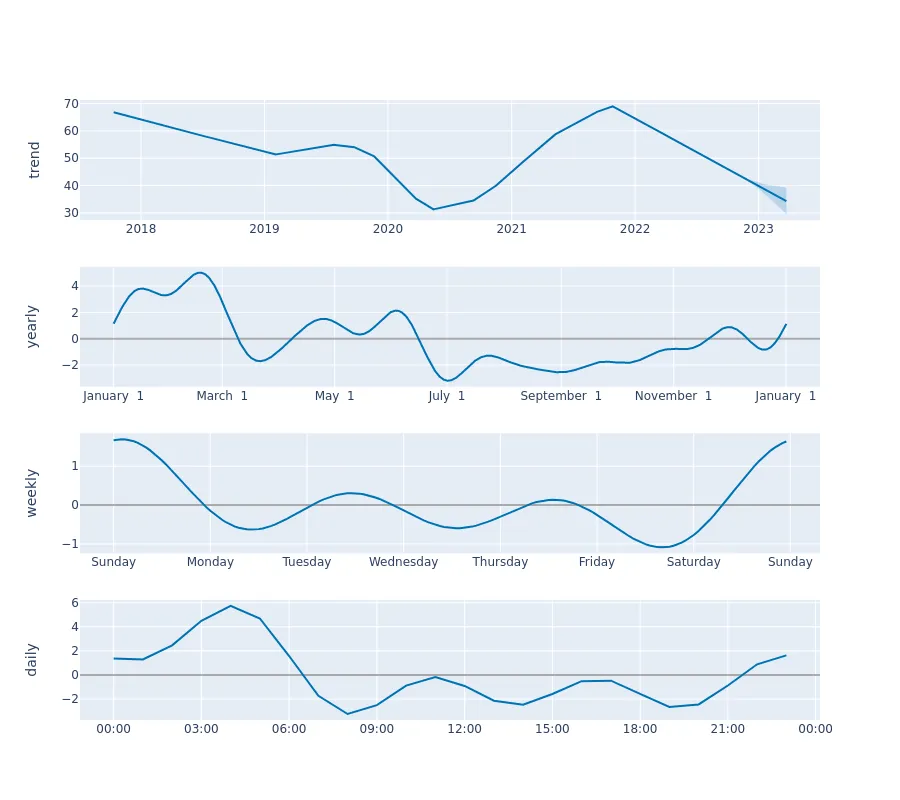 trend
70
60
50
40
30
2018 2019 2020 2021 2022 2023
yearly
4
2
0
−2
January 1 March 1 May 1 July 1 September 1 November 1 January 1
weekly
1
0
−1
Sunday Monday Tuesday Wednesday Thursday Friday Saturday Sunday
daily
6
4
2
0
−2
00:00 03:00 06:00 09:00 12:00 15:00 18:00 21:00 00:00